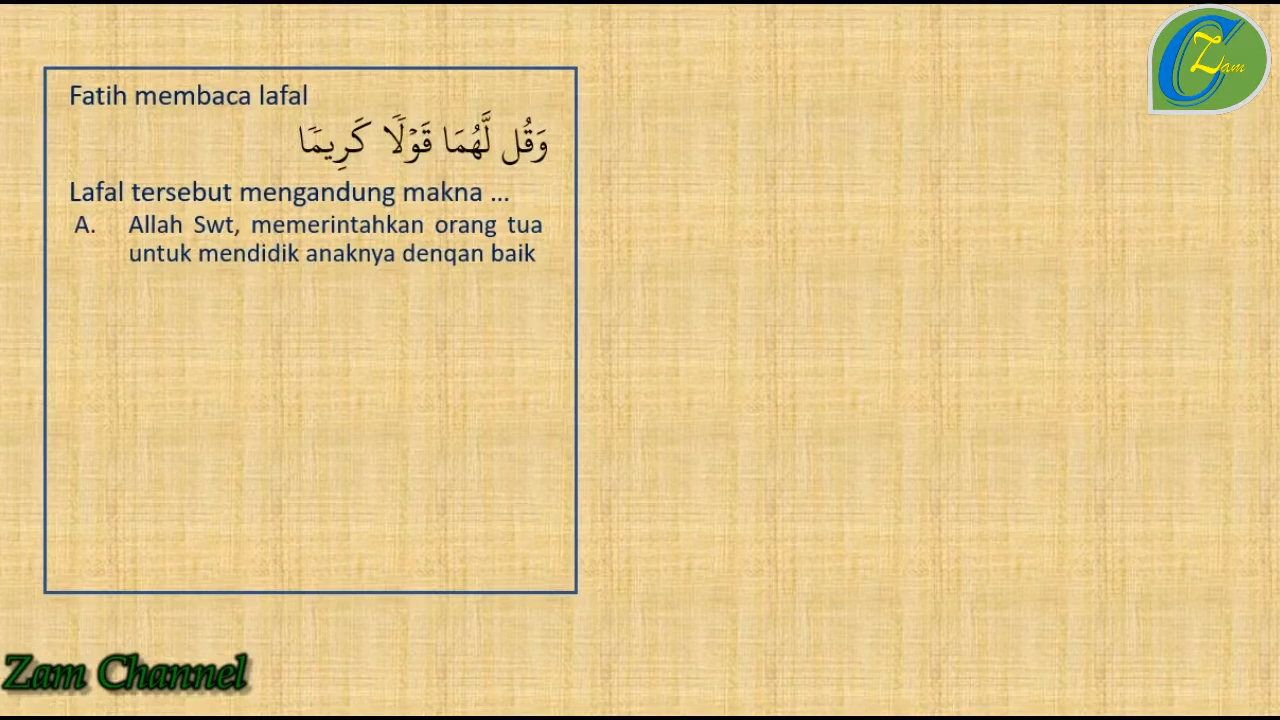 Zam
Fatih membaca lafal
وَقُل لَّهُمَا قَوْلًا كَرِيمًا
Lafal tersebut mengandung makna ...
A. Allah Swt, memerintahkan orang tua
untuk mendidik anaknya denqan baik
Zam Channel